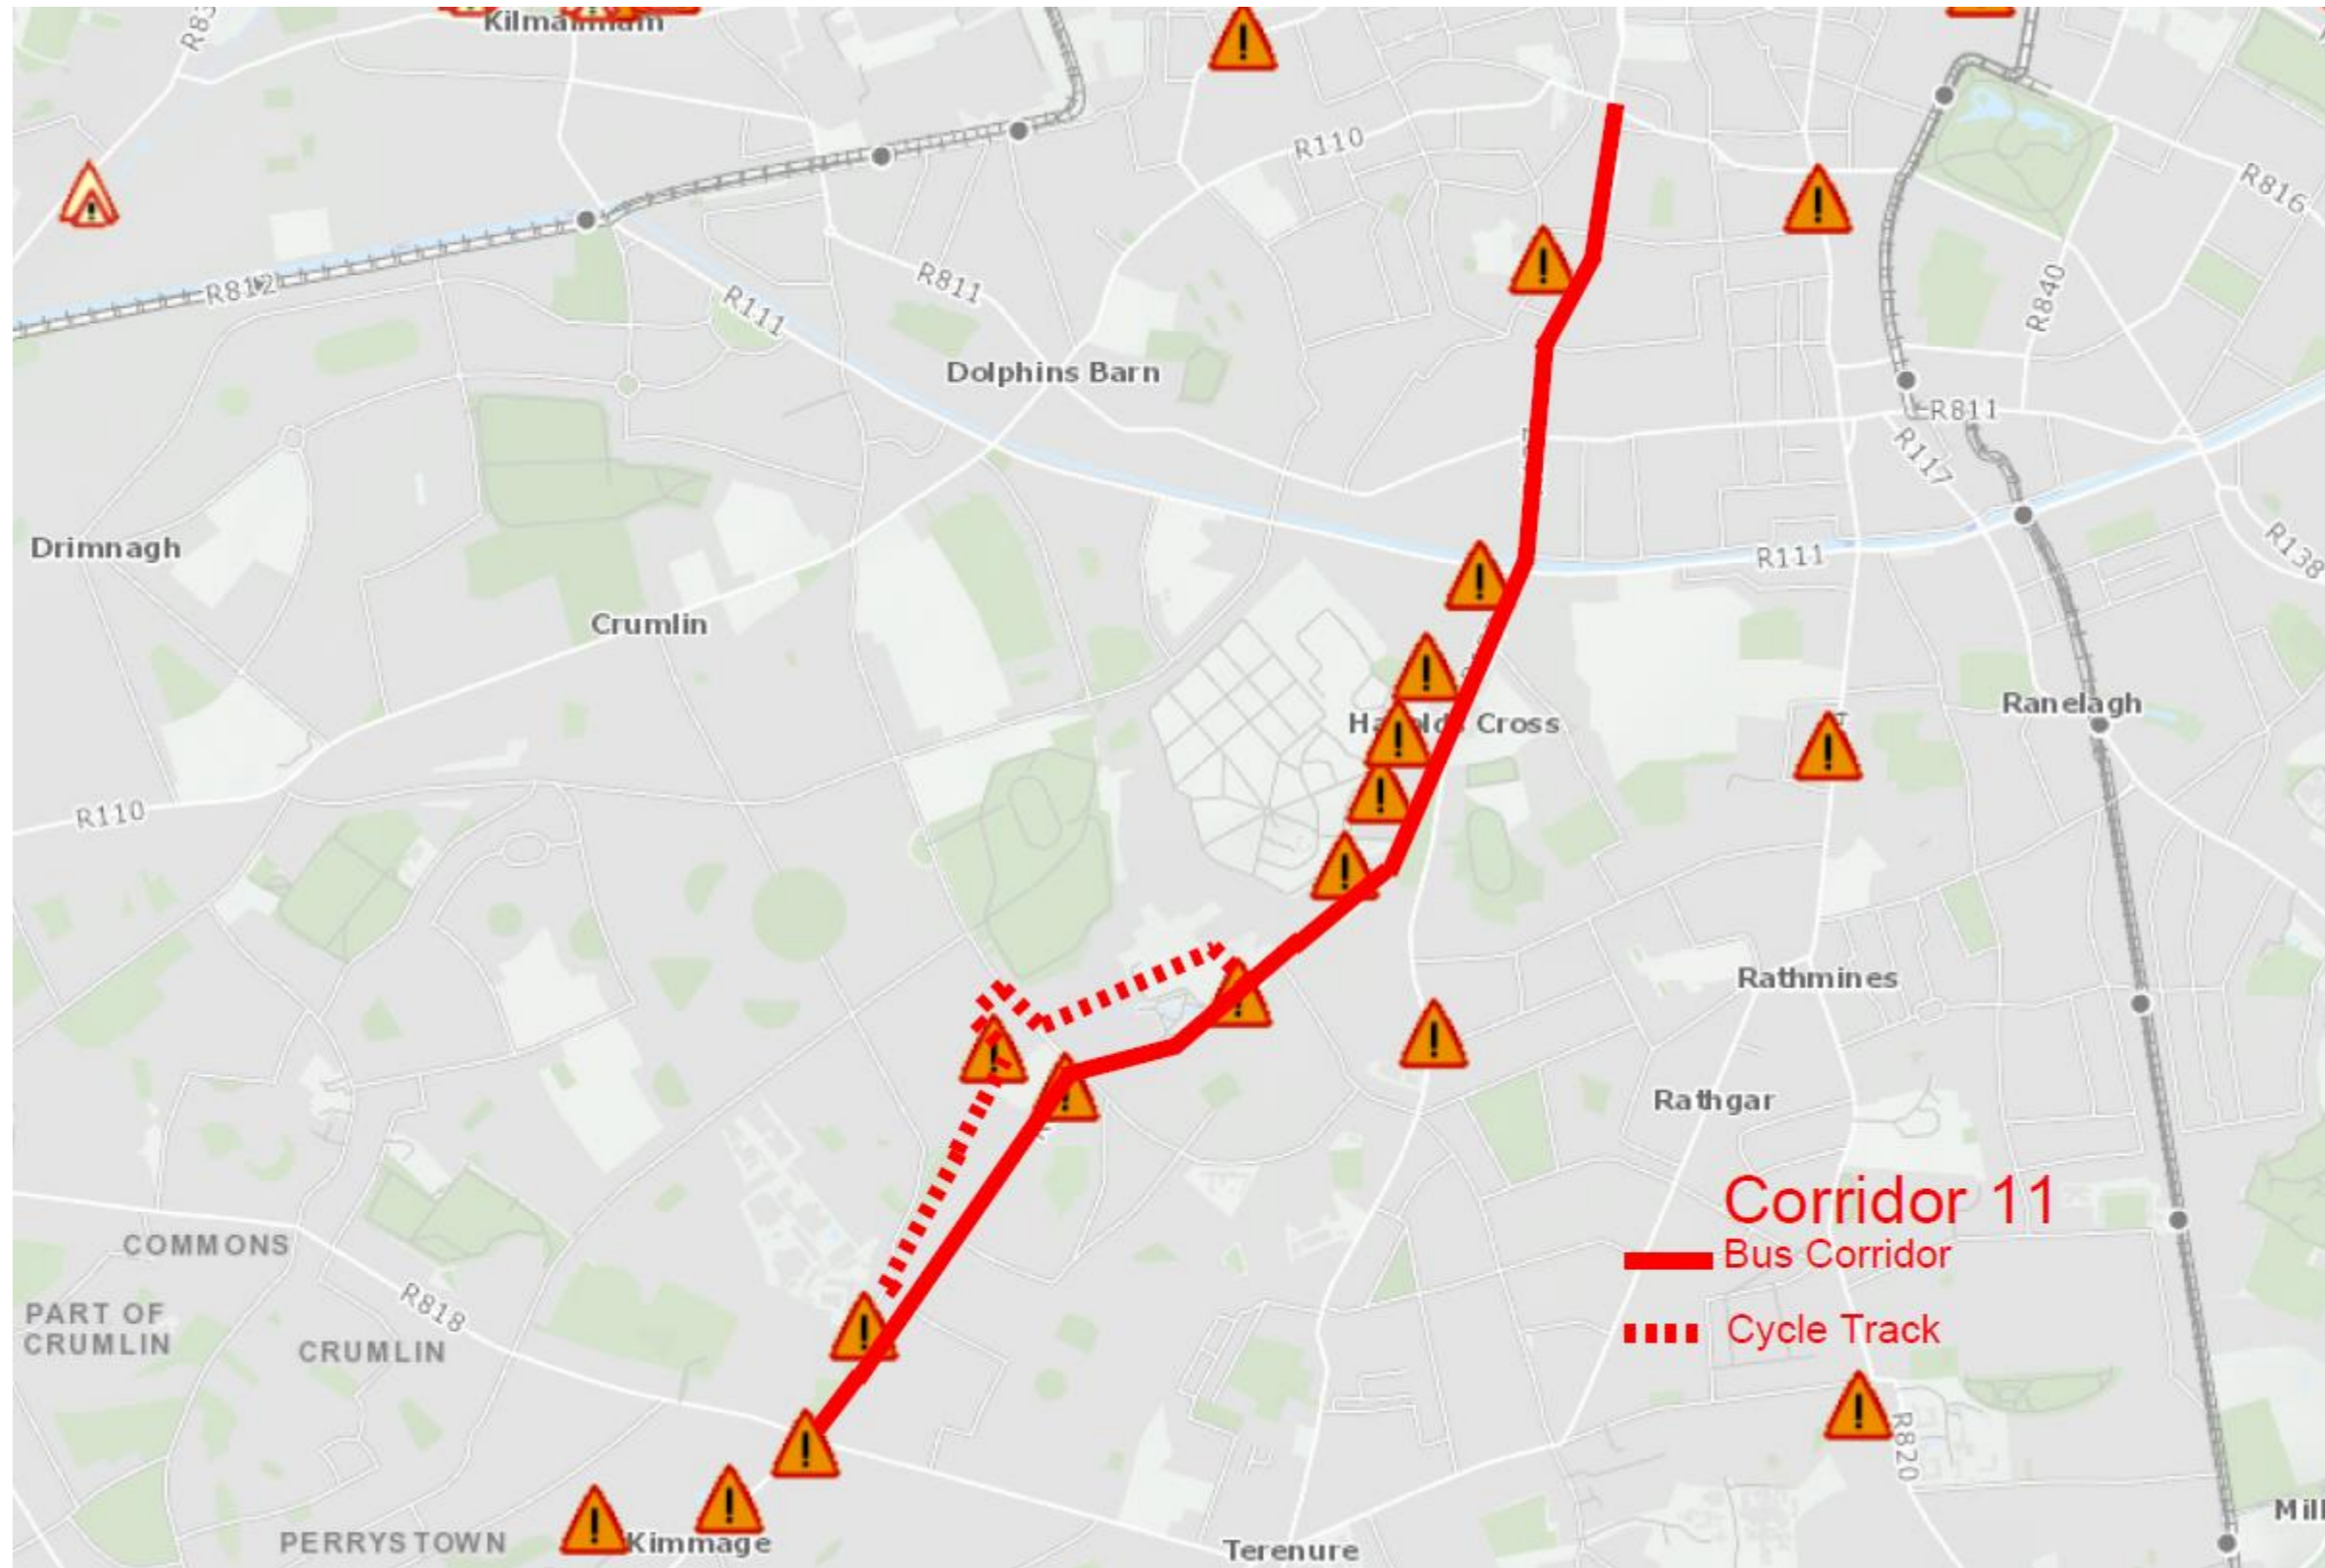 Kilmainham
R110
R816
R812
R811
R111
R840
Dolphins Barn
R811
R117
Drimnagh
R111
R138
Crumlin
Ranelagh
Cross
R110
Rathmines
Rathgar
Corridor 11
Bus Corridor
Cycle Track
COMMONS
R818
PART OF
CRUMLIN
CRUMLIN
R820
PERRYSTOWN
Kimmage
Terenure
Mill